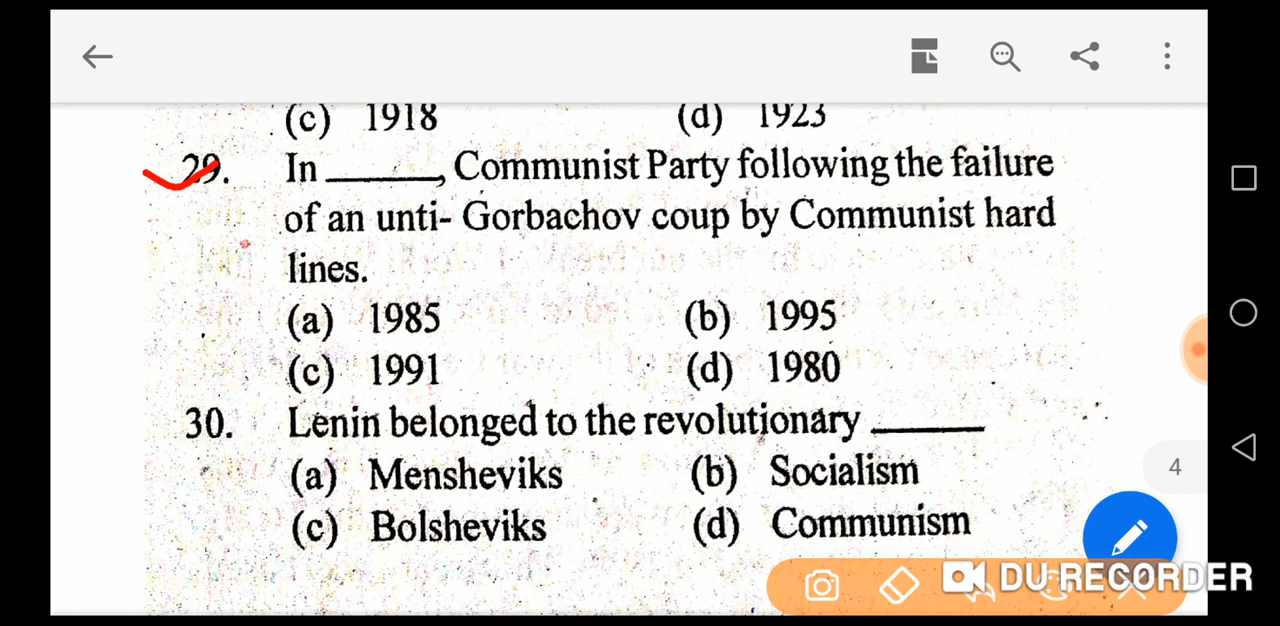 (c) 1918 (d) 1923
29. In ______, Communist Party following the failure
of an unti- Gorbachov coup by Communist hard
lines.
(a) 1985 (b) 1995
(c) 1991 (d) 1980
30. Lenin belonged to the revolutionary ______
(a) Mensheviks (b) Socialism
4
(c) Bolsheviks (d) Communism
DU RECORDER